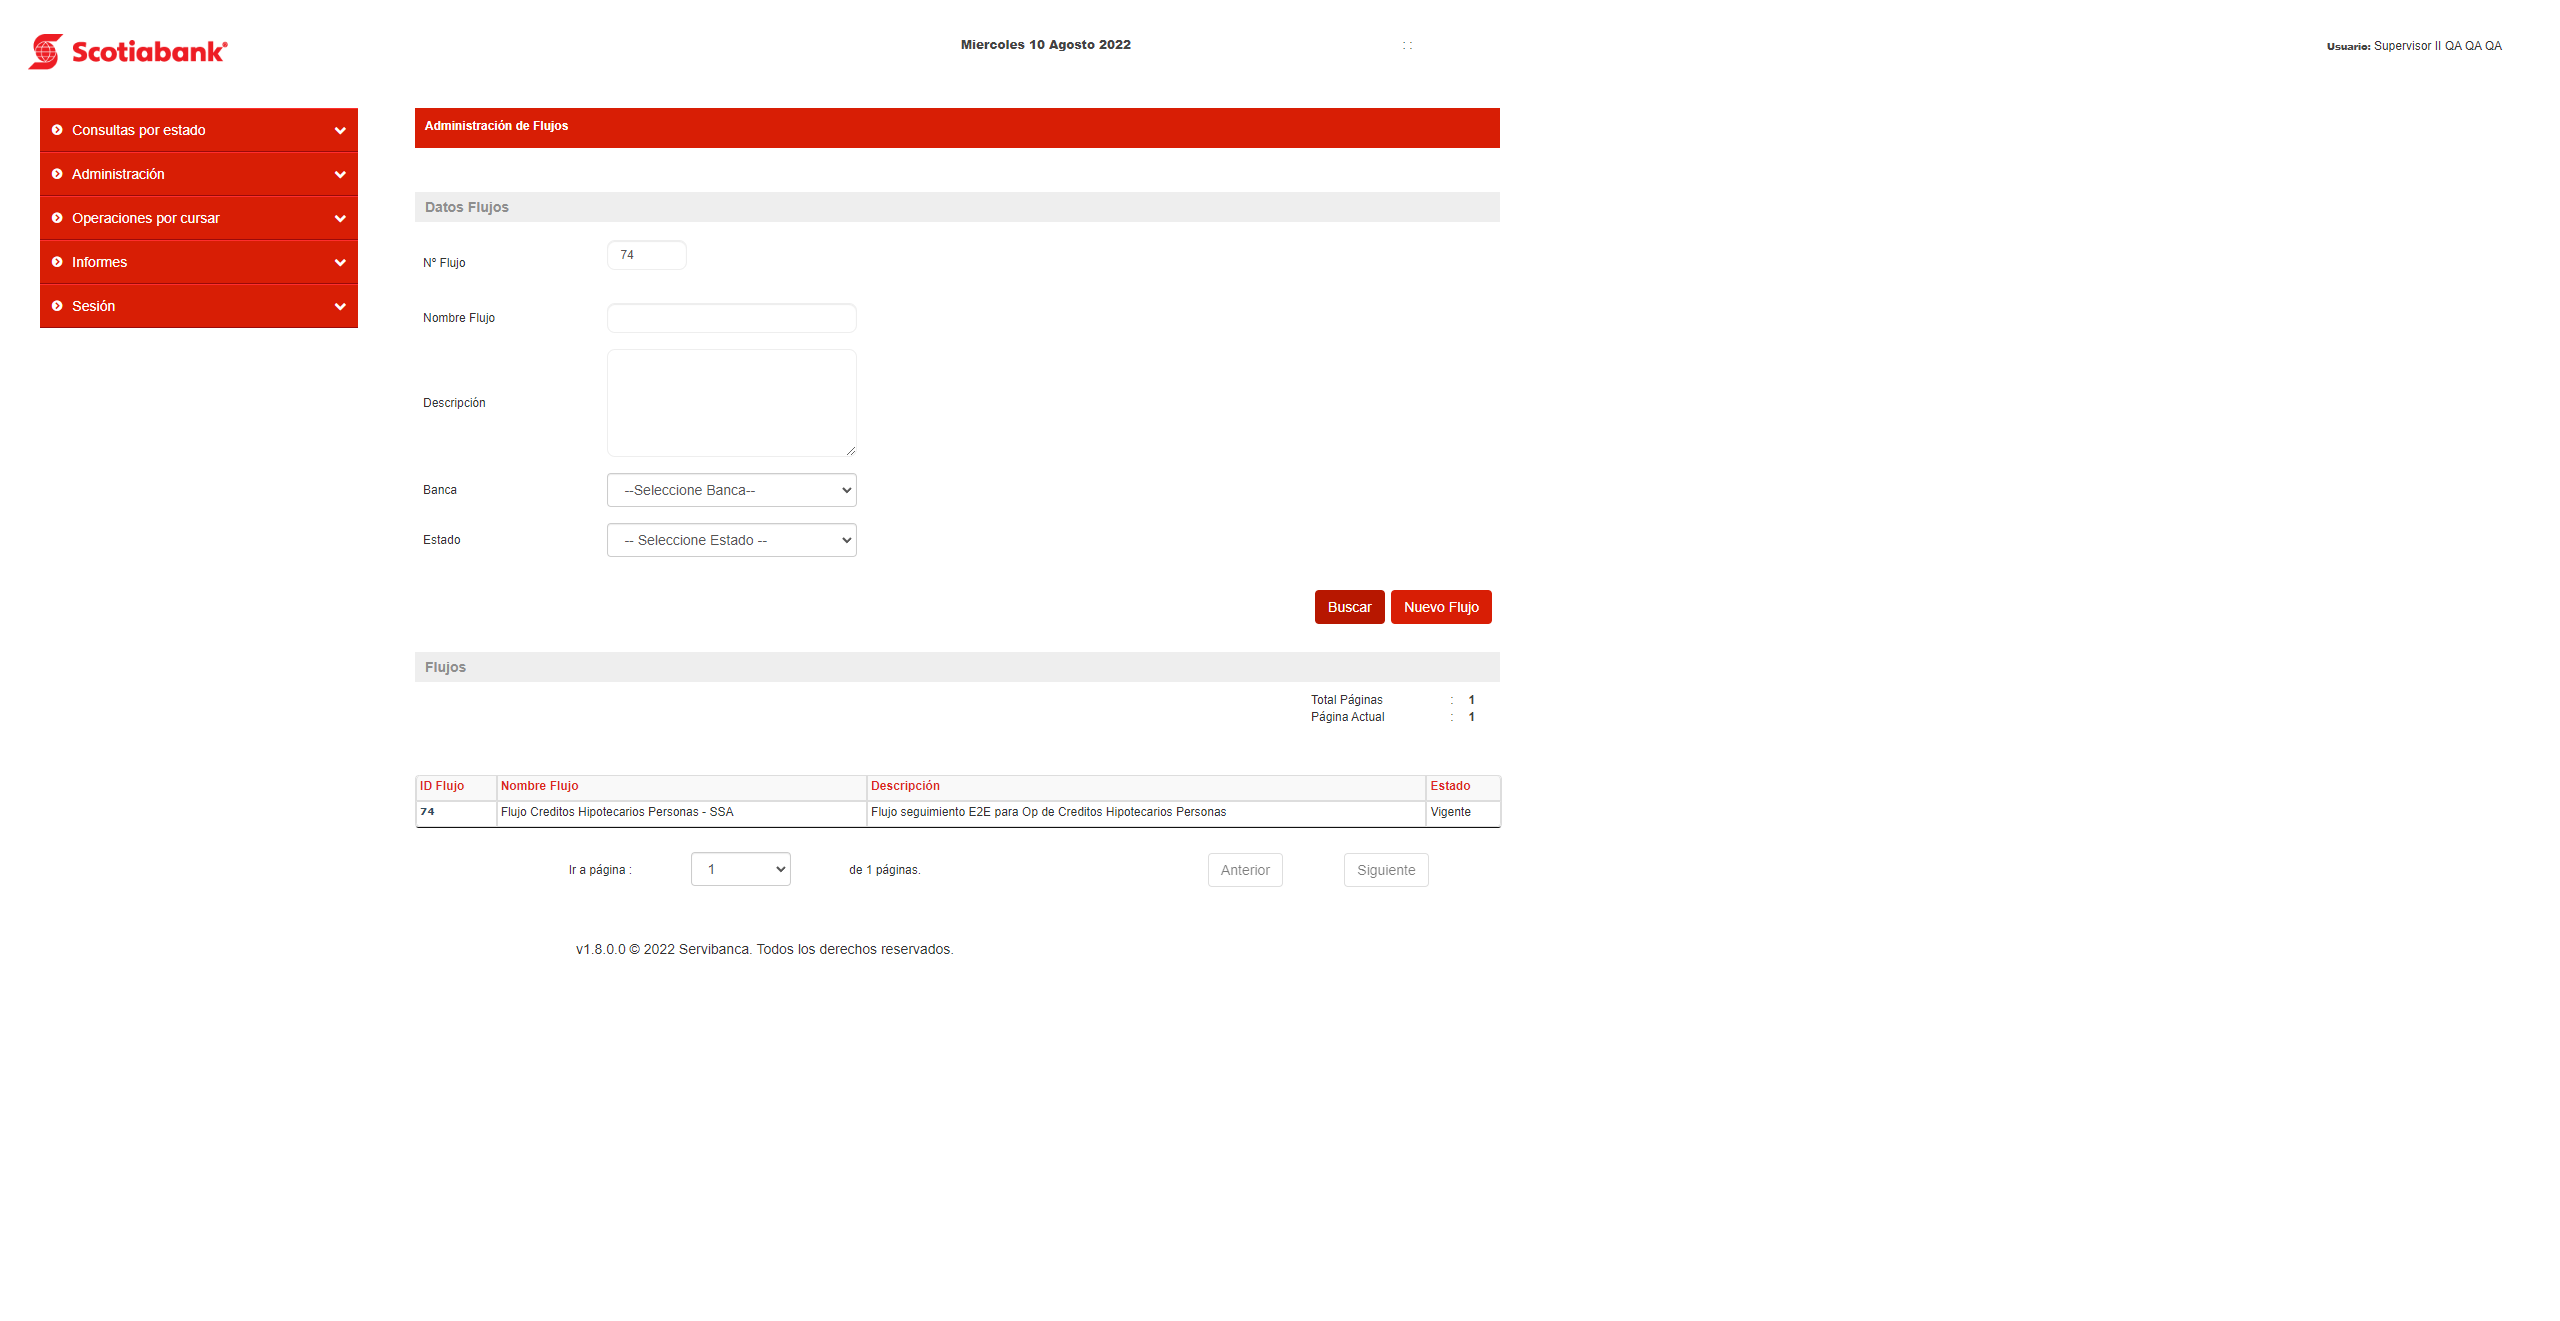 Scotiabank®
Miercoles 10 Agosto 2022
: :
Usuario: Supervisor II QA QA QA
Consultas por estado
Administración
Operaciones por cursar
Informes
Sesión
Administración de Flujos
Datos Flujos
Nº Flujo 74
Nombre Flujo
Descripción
Banca --Seleccione Banca--
Estado -- Seleccione Estado --
Buscar Nuevo Flujo
Flujos
Total Páginas : 1
Página Actual : 1
ID Flujo Nombre Flujo Descripción Estado
74 Flujo Creditos Hipotecarios Personas - SSA Flujo seguimiento E2E para Op de Creditos Hipotecarios Personas Vigente
Ir a página : 1 de 1 páginas. Anterior Siguiente
v1.8.0.0 © 2022 Servibanca. Todos los derechos reservados.